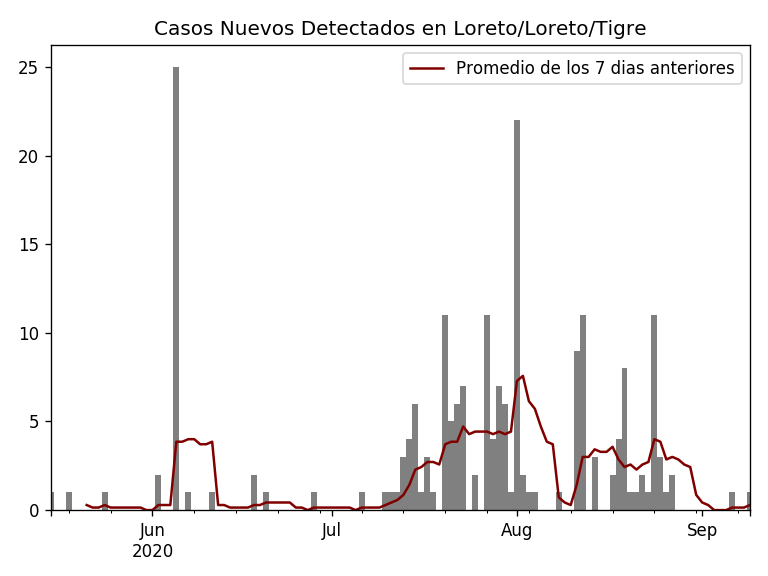 Casos Nuevos Detectados en Loreto/Loreto/Tigre
Promedio de los 7 dias anteriores
25
20
15
10
5
0
Jun
2020
Jul
Aug
Sep